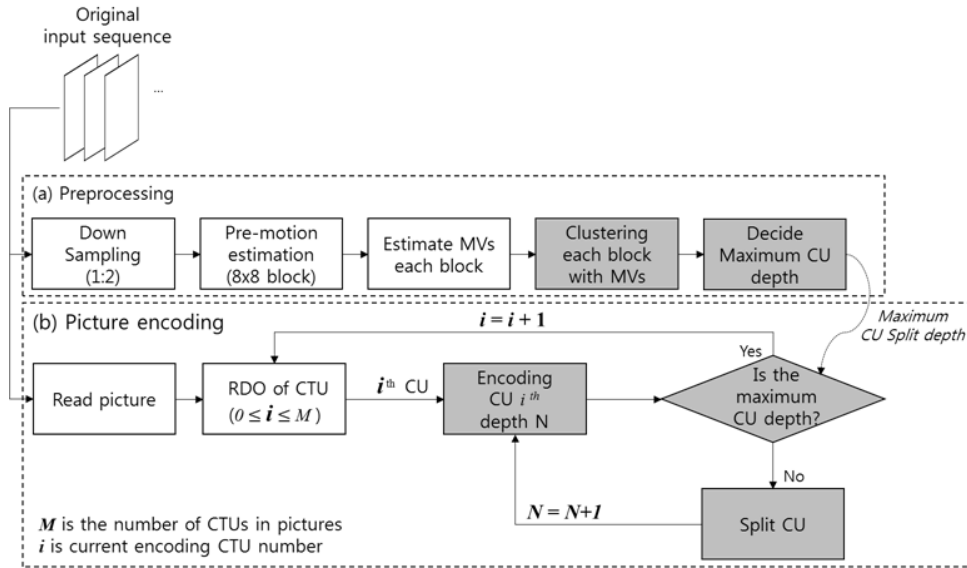 Original
input sequence
...
(a) Preprocessing
Down
Sampling
(1:2)
Pre-motion
estimation
(8x8 block)
Estimate MVs
each block
Clustering
each block
with MVs
Decide
Maximum CU
depth
(b) Picture encoding
i = i + 1
Maximum
CU Split depth
Yes
Read picture
RDO of CTU
(0 ≤ i ≤ M)
iᵗʰ CU
Encoding
CU i ᵗʰ
depth N
Is the
maximum
CU depth?
No
N = N+1
Split CU
M is the number of CTUs in pictures
i is current encoding CTU number